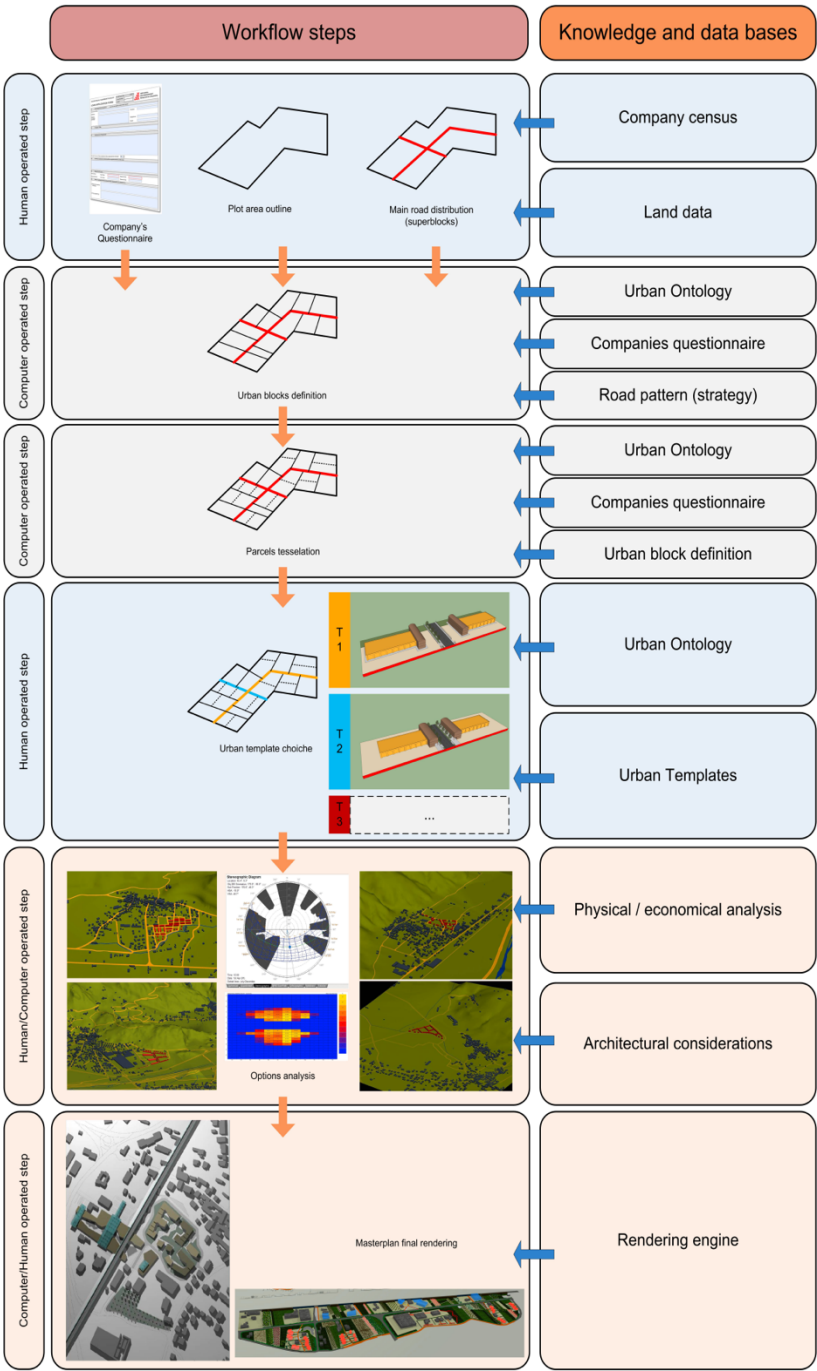 Workflow steps
Knowledge and data bases
Human operated step
Company's
Questionnaire
Plot area outline
Main road distribution
(superblocks)
Company census
Land data
Computer operated step
Urban blocks definition
Urban Ontology
Companies questionnaire
Road pattern (strategy)
Computer operated step
Parcels tesselation
Urban Ontology
Companies questionnaire
Urban block definition
Human operated step
Urban template choiche
T
1
T
2
T
3
...
Urban Ontology
Urban Templates
Human/Computer operated step
Stereographic Diagram
Options analysis
Physical / economical analysis
Architectural considerations
Computer/Human operated step
Masterplan final rendering
Rendering engine